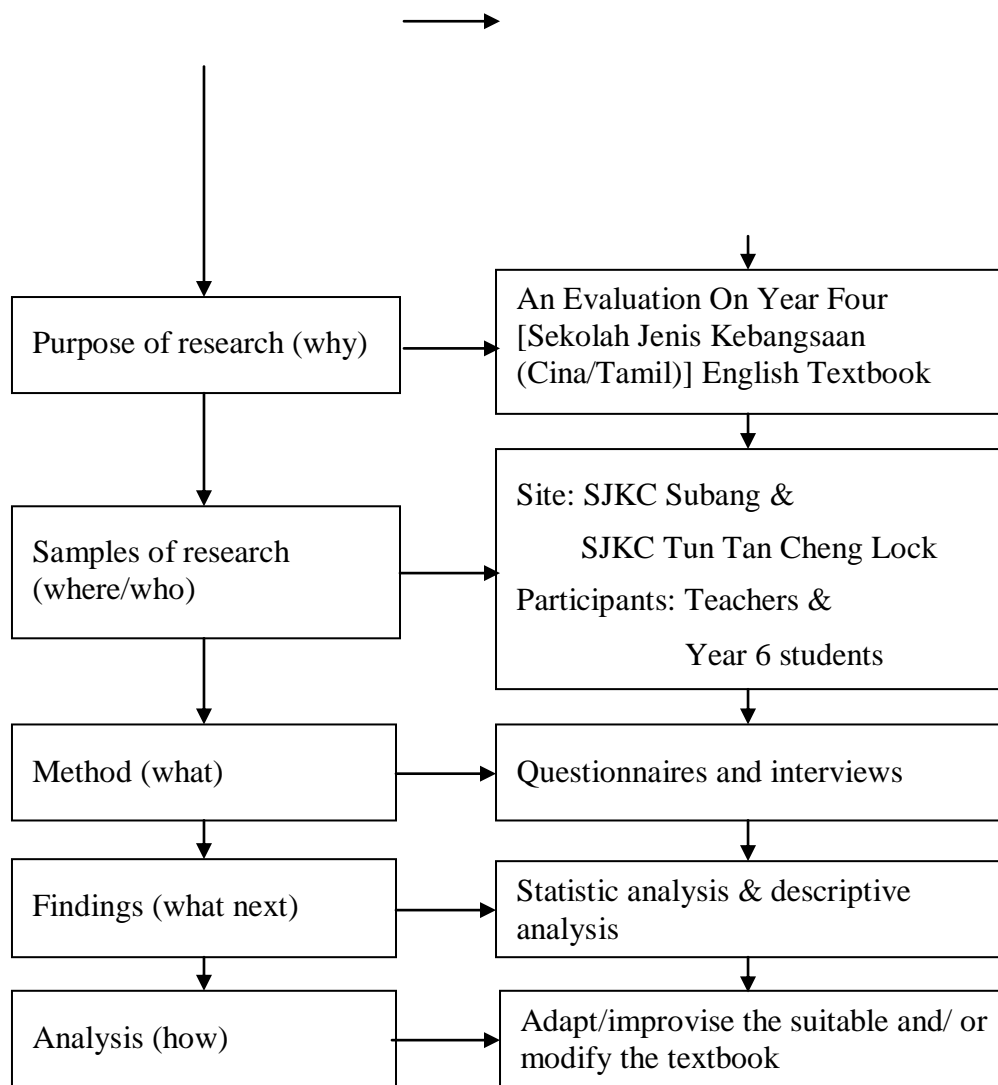 Purpose of research (why)
An Evaluation On Year Four
[Sekolah Jenis Kebangsaan
(Cina/Tamil)] English Textbook
Samples of research
(where/who)
Site: SJKC Subang &
SJKC Tun Tan Cheng Lock
Participants: Teachers &
Year 6 students
Method (what)
Questionnaires and interviews
Findings (what next)
Statistic analysis & descriptive
analysis
Analysis (how)
Adapt/improvise the suitable and/ or
modify the textbook